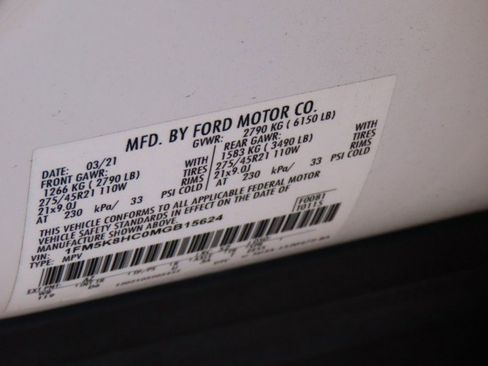 MFD. BY FORD MOTOR CO.
DATE: 03/21 GVWR: 2790 KG ( 6150 LB)
FRONT GAWR: REAR GAWR: WITH
1266 KG ( 2790 LB) WITH 1583 KG ( 3490 LB) TIRES
275/45R21 110W TIRES 275/45R21 110W RIMS
21x9.0J RIMS 21x9.0J
AT 230 kPa/ 33 PSI COLD AT 230 kPa/ 33 PSI COLD
THIS VEHICLE CONFORMS TO ALL APPLICABLE FEDERAL MOTOR
VEHICLE SAFETY STANDARDS IN EFFECT ON THE DATE OF
MANUFACTURE SHOWN ABOVE. F0081
VIN: 1FM5K8HC0MGB15624 T0115
TYPE: MPV